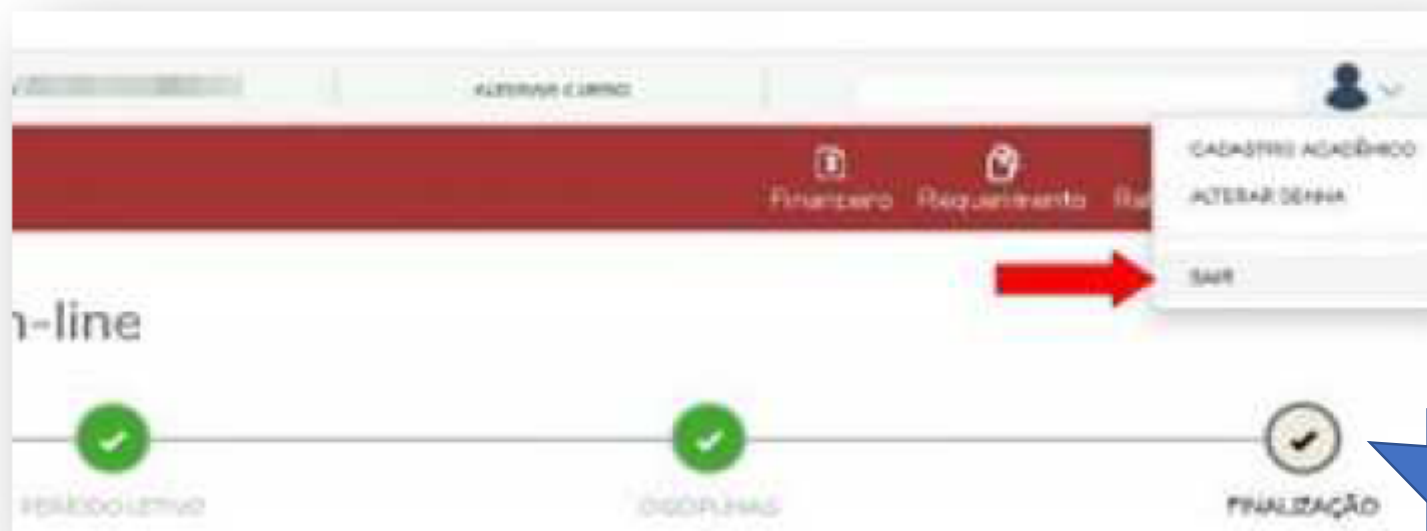 ALTERAR CURSO
CADASTRO ACADÊMICO
Financeiro Requerimento
ALTERAR SENHA
SAIR
n-line
PERÍODO LETIVO DISCIPLINAS FINALIZAÇÃO